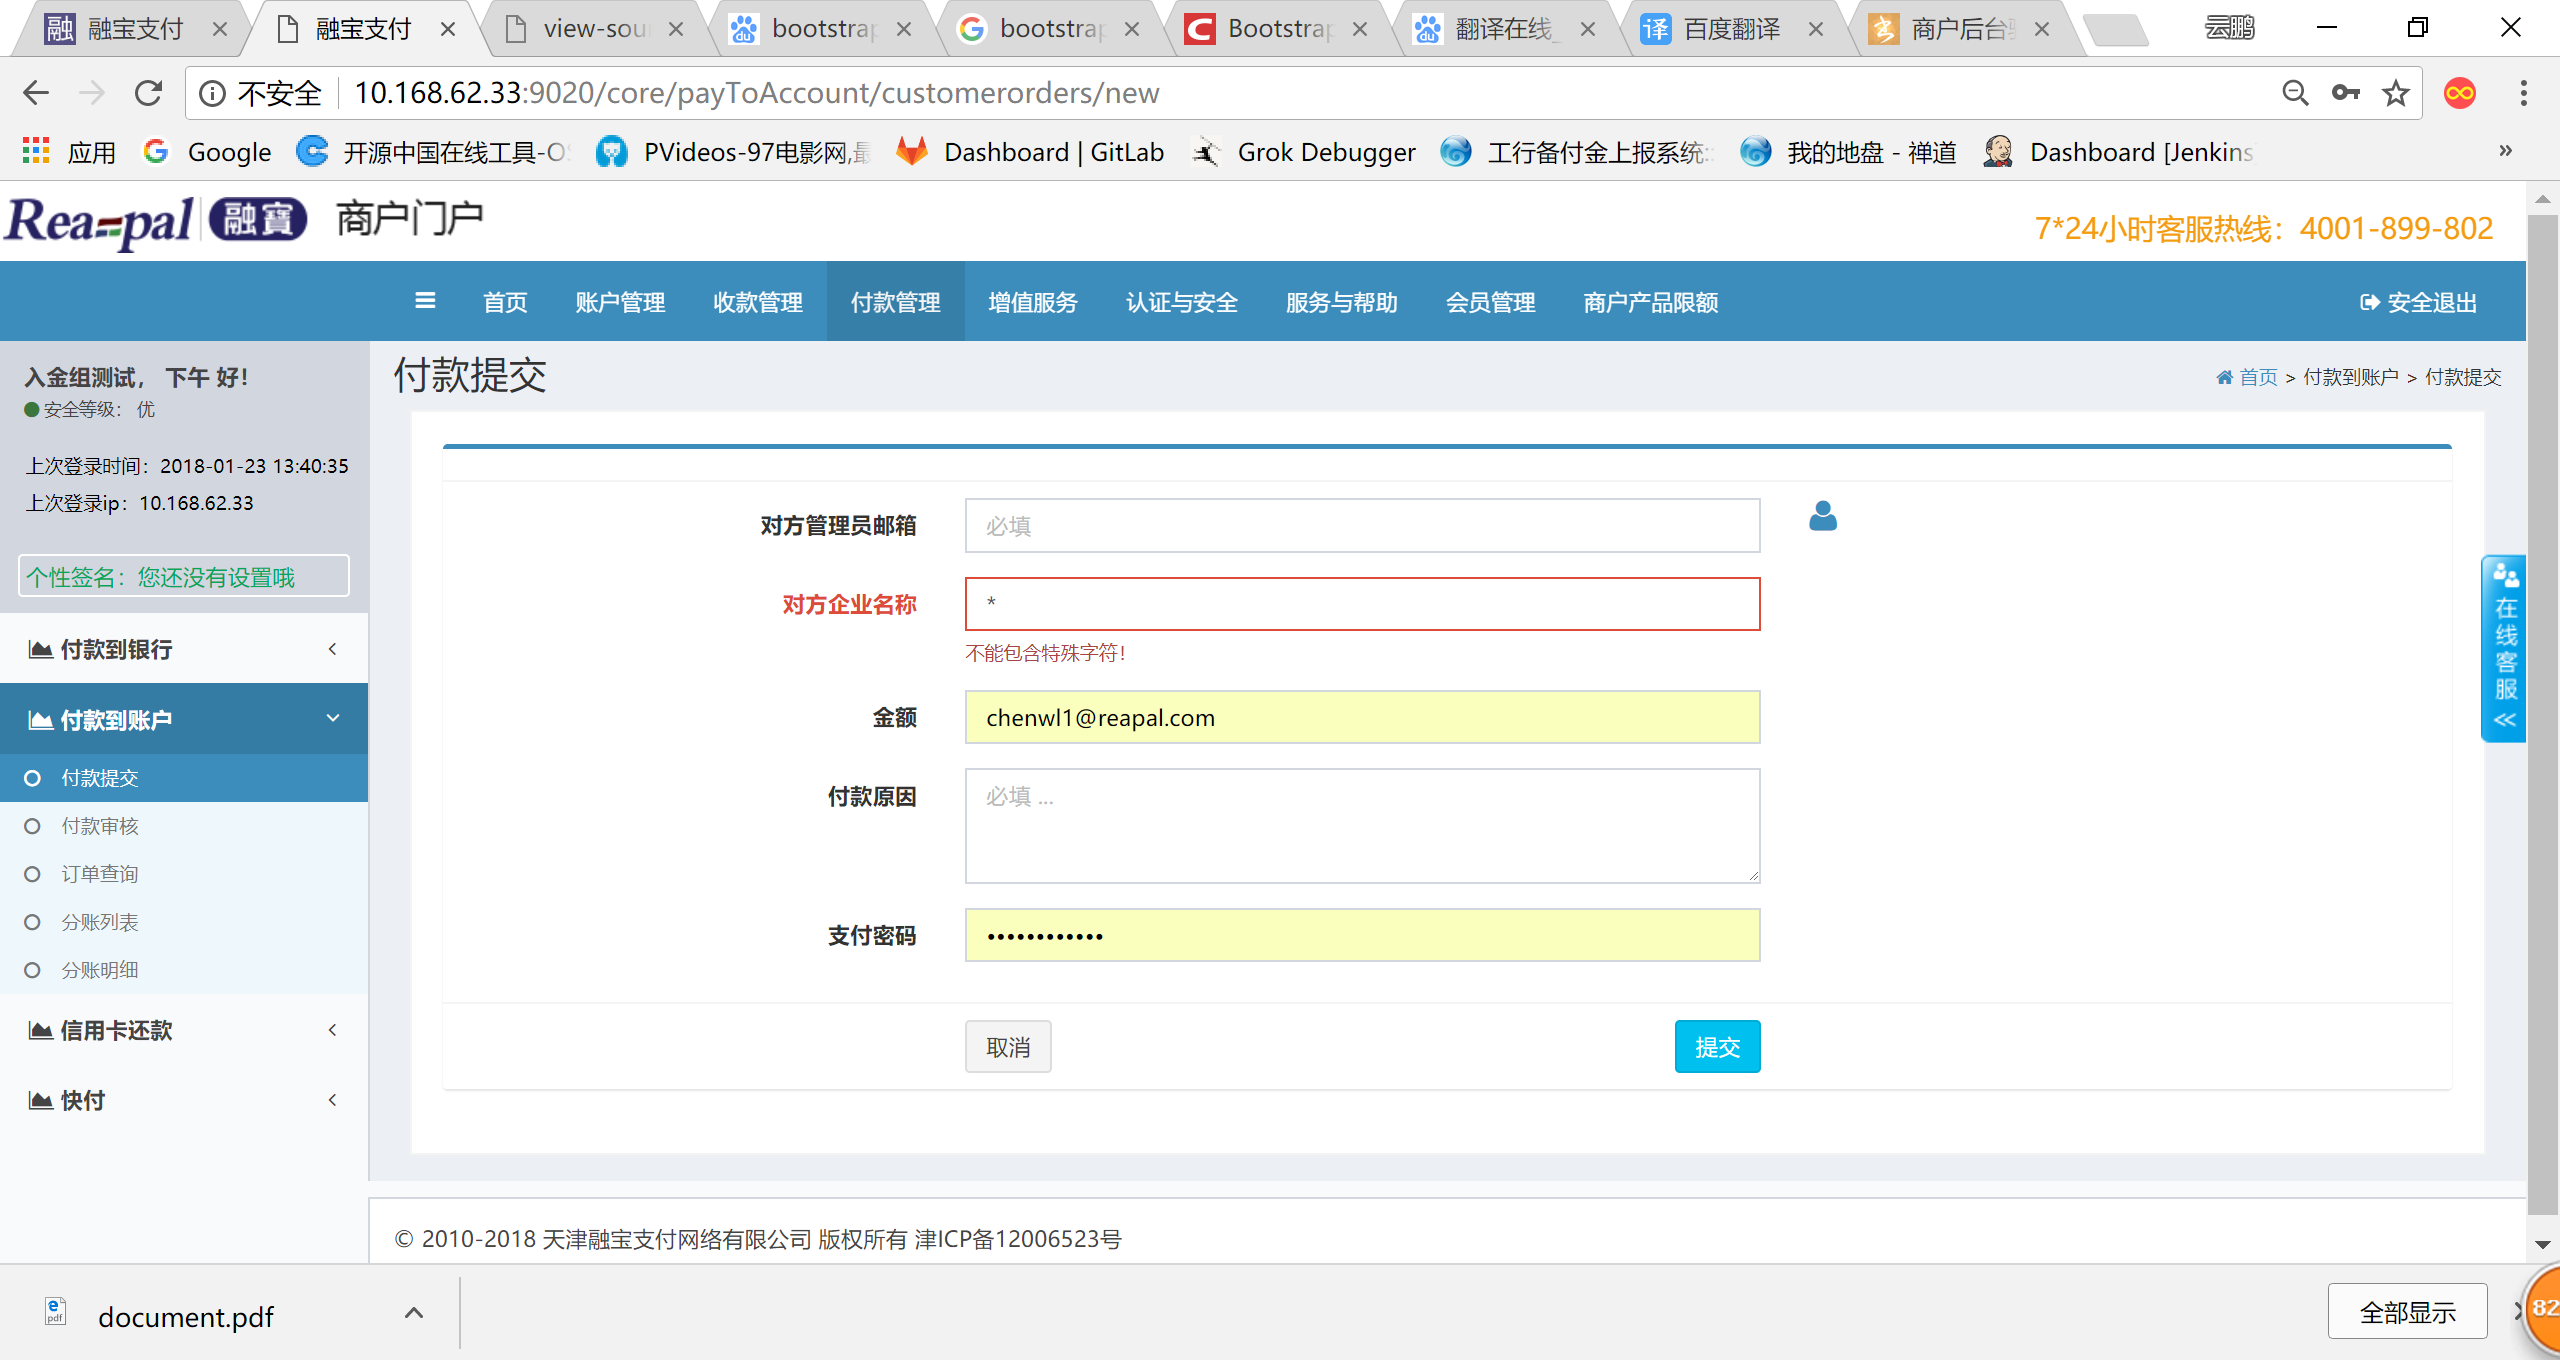 融宝支付
融宝支付
view-sou
bootstrap
bootstrap
Bootstrap
翻译在线_
百度翻译
商户后台
云鹏
不安全 10.168.62.33:9020/core/payToAccount/customerorders/new
应用
Google
开源中国在线工具-OS
PVideos-97电影网,最
Dashboard | GitLab
Grok Debugger
工行备付金上报系统::
我的地盘 - 禅道
Dashboard [Jenkins
»
Rea-pal 融寶 商户门户
7*24小时客服热线：4001-899-802
首页 账户管理 收款管理 付款管理 增值服务 认证与安全 服务与帮助 会员管理 商户产品限额 安全退出
入金组测试， 下午 好！
安全等级： 优
上次登录时间：2018-01-23 13:40:35
上次登录ip：10.168.62.33
个性签名：您还没有设置哦
付款到银行
付款到账户
付款提交
付款审核
订单查询
分账列表
分账明细
信用卡还款
快付
付款提交
首页 > 付款到账户 > 付款提交
对方管理员邮箱 必填
对方企业名称 *
不能包含特殊字符！
金额 chenwl1@reapal.com
付款原因 必填 ...
支付密码 ••••••••••••
取消 提交
在线客服
© 2010-2018 天津融宝支付网络有限公司 版权所有 津ICP备12006523号
document.pdf
全部显示
82